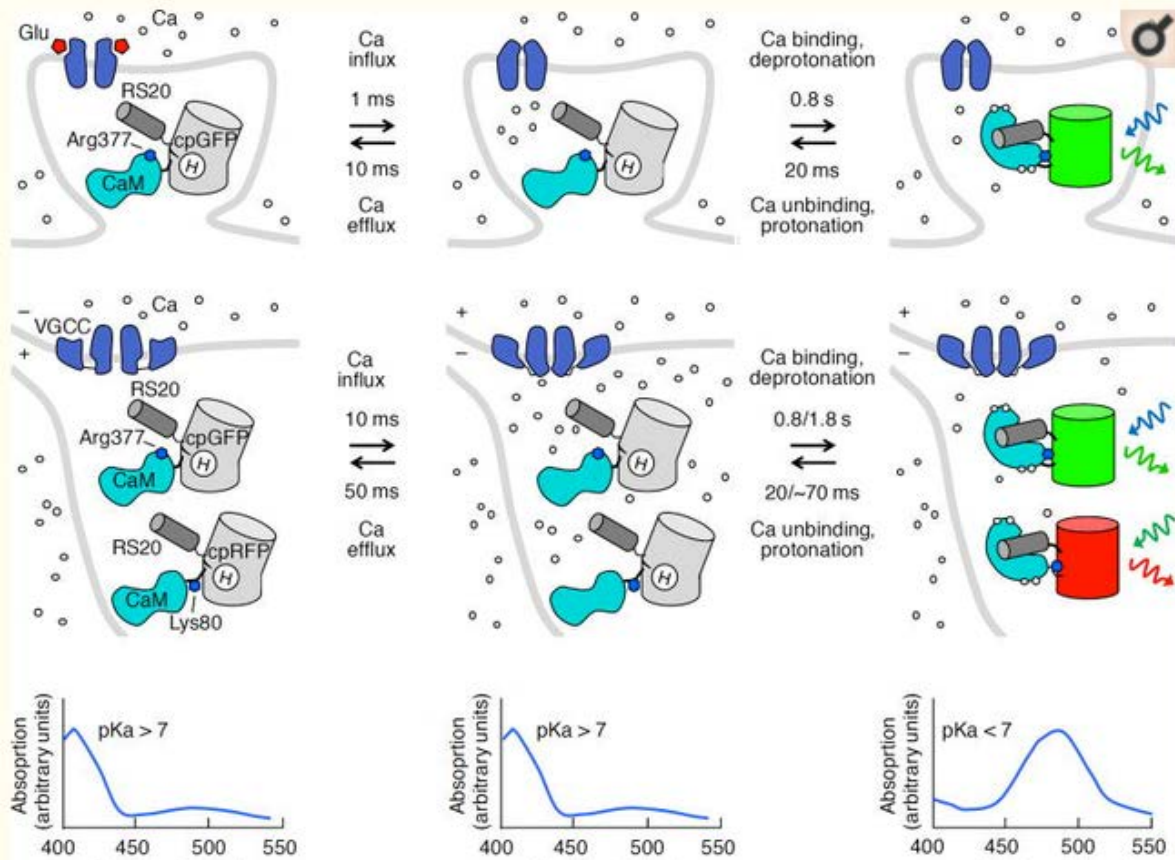 Glu
Ca
RS20
Arg377
cpGFP
H
CaM
Ca
influx
1 ms
10 ms
Ca
efflux
H
Ca binding,
deprotonation
0.8 s
20 ms
Ca unbinding,
protonation
−
Ca
VGCC
+
RS20
Arg377
cpGFP
H
CaM
RS20
cpRFP
H
CaM
Lys80
Ca
influx
10 ms
50 ms
Ca
efflux
+
−
H
H
Ca binding,
deprotonation
0.8/1.8 s
20/~70 ms
Ca unbinding,
protonation
+
−
Absoprtion
(arbitrary units)
pKa > 7
400 450 500 550
Absoprtion
(arbitrary units)
pKa > 7
400 450 500 550
Absoprtion
(arbitrary units)
pKa < 7
400 450 500 550